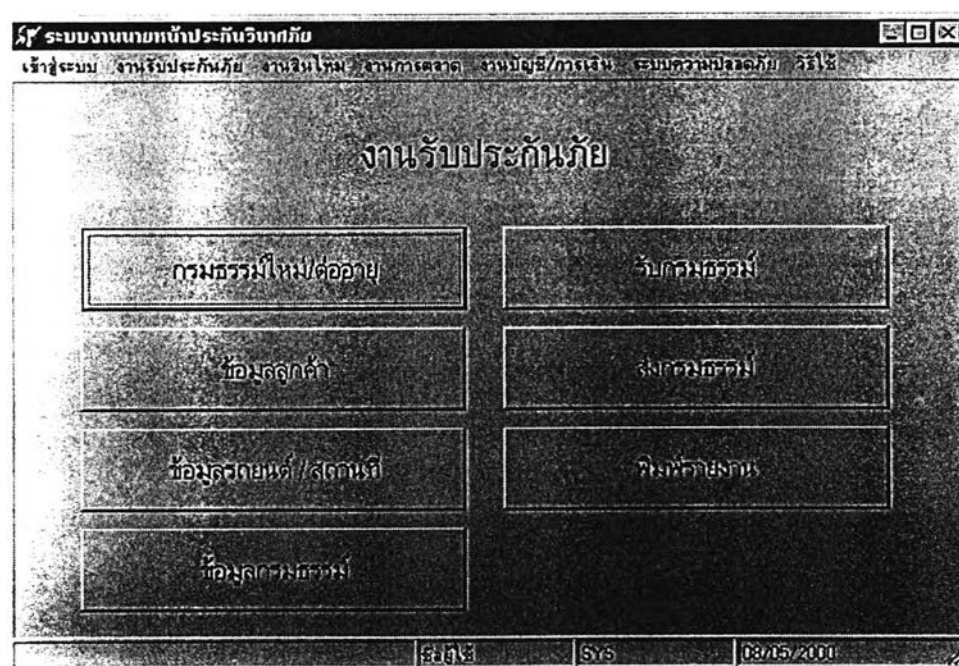 ระบบงานนายหน้าประกันวินาศภัย
เข้าสู่ระบบ งานรับประกันภัย งานสินไหม งานการตลาด งานบัญชี/การเงิน ระบบความปลอดภัย วิธีใช้
งานรับประกันภัย
กรมธรรม์ใหม่/ต่ออายุ
รับกรมธรรม์
ข้อมูลลูกค้า
ส่งกรมธรรม์
ข้อมูลรถยนต์ / สถานที่
พิมพ์รายงาน
ข้อมูลกรมธรรม์
ชื่อผู้ใช้ SYS 08/05/2000